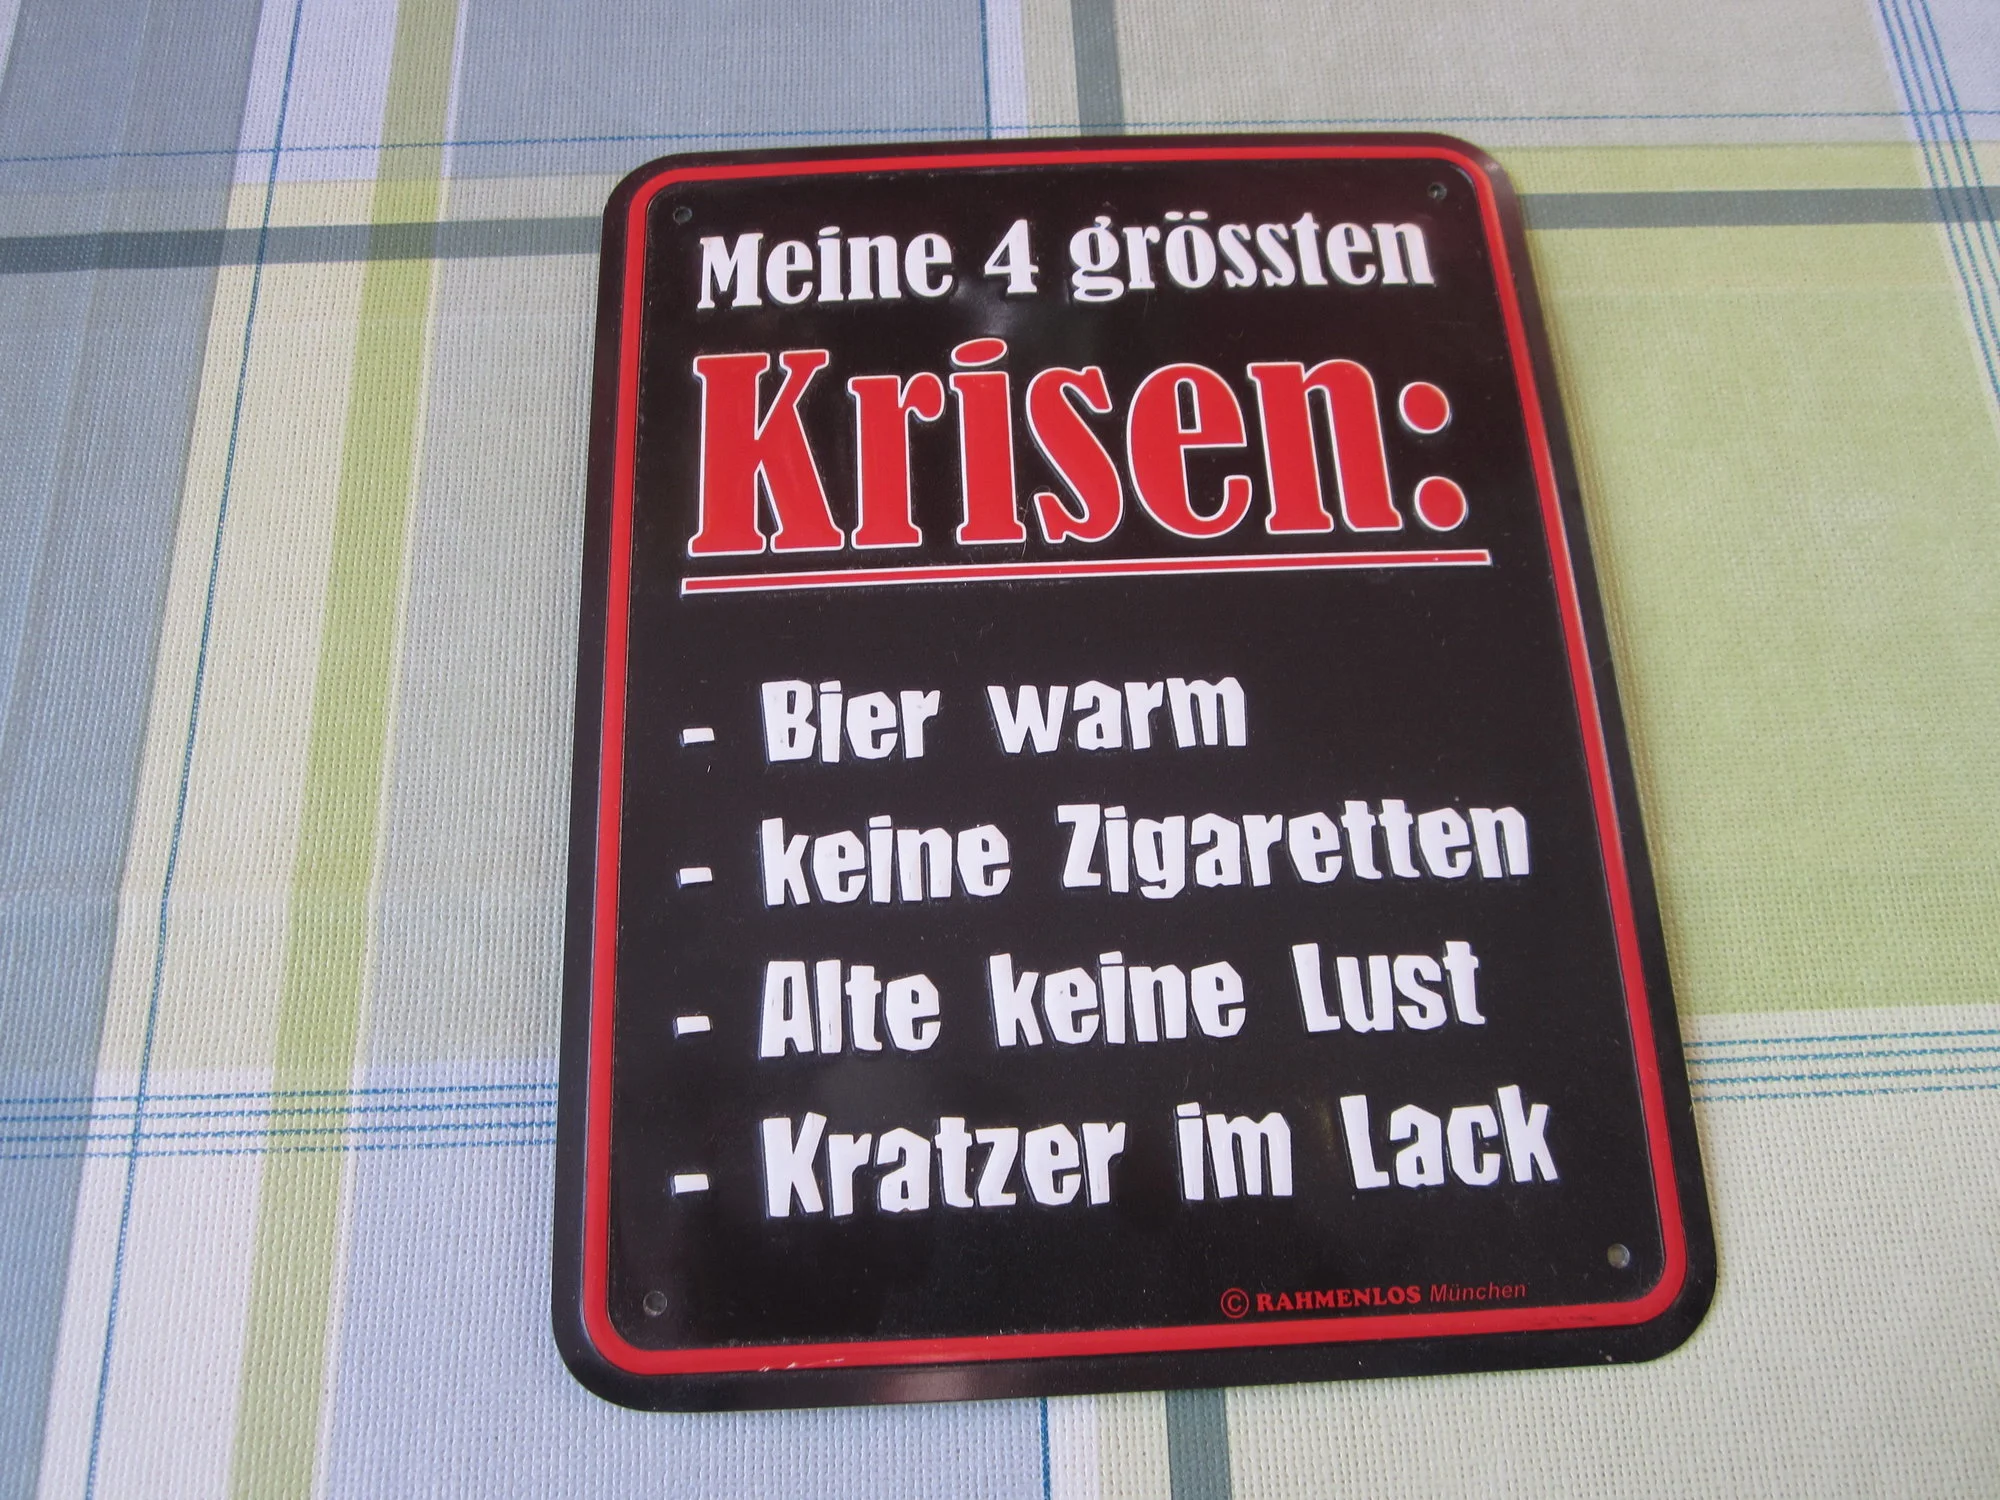 Meine 4 grössten
Krisen:
- Bier warm
- keine Zigaretten
- Alte keine Lust
- Kratzer im Lack
© RAHMENLOS München